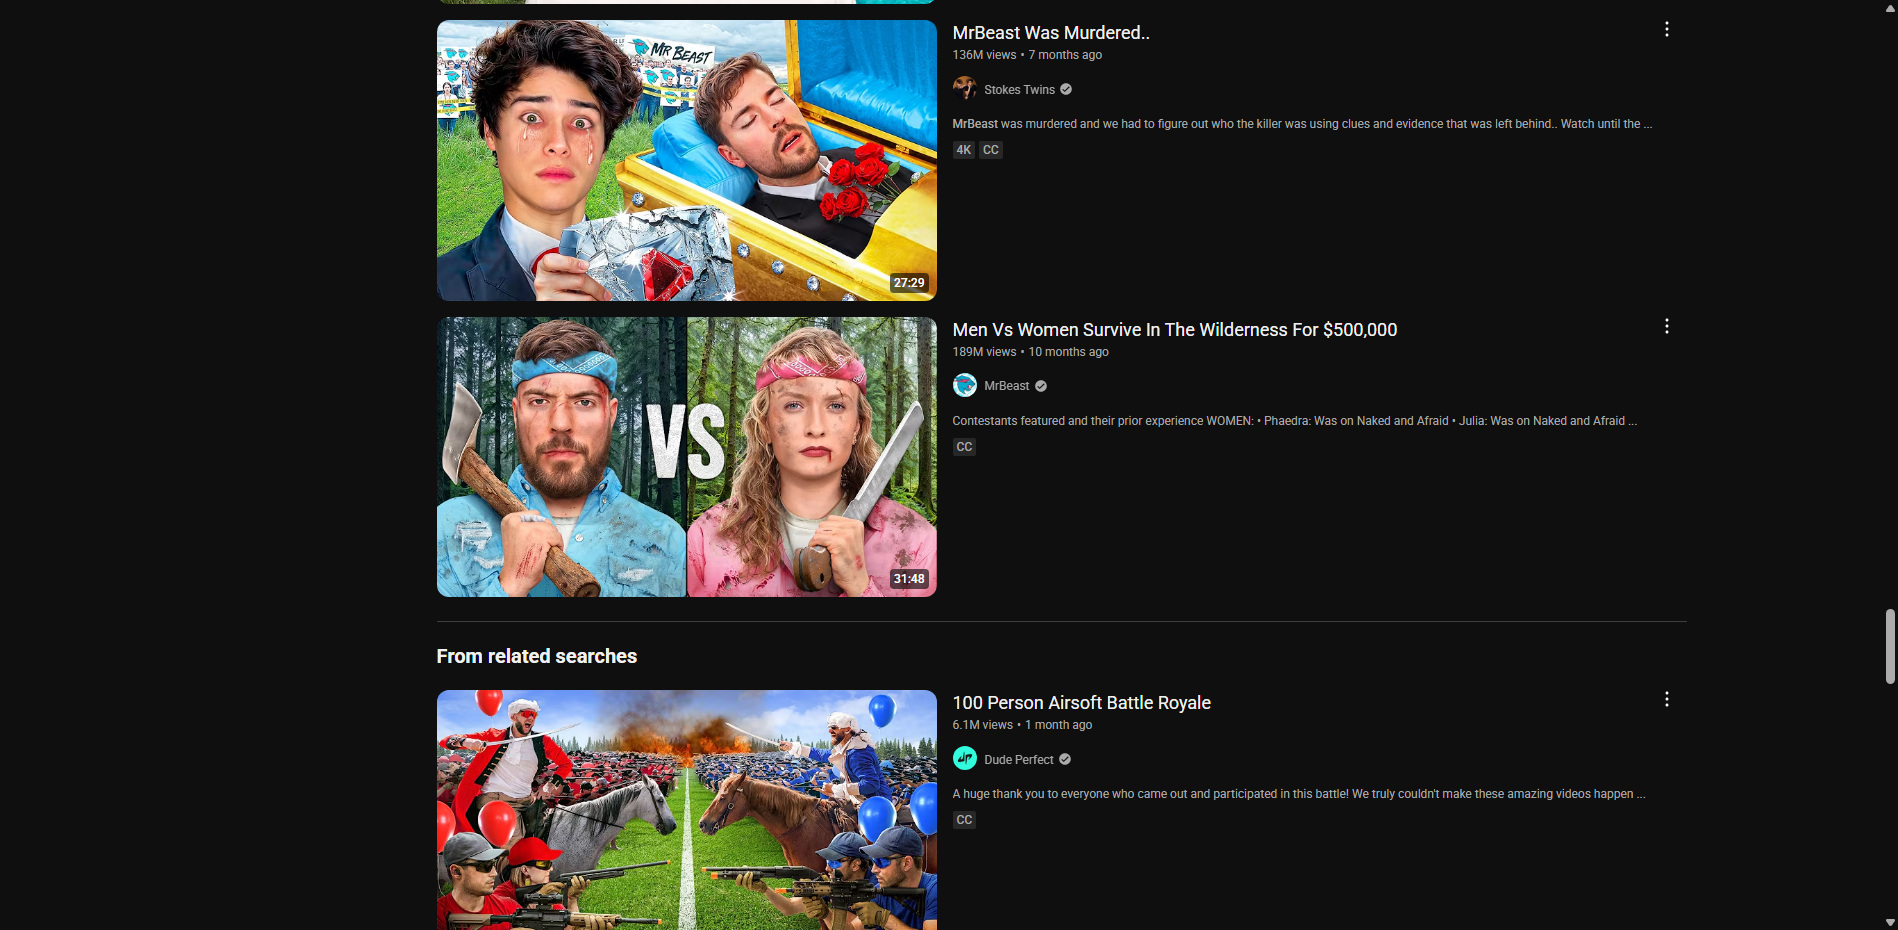 MR BEAST
27:29
MrBeast Was Murdered..
136M views • 7 months ago
Stokes Twins
MrBeast was murdered and we had to figure out who the killer was using clues and evidence that was left behind.. Watch until the ...
4K CC
VS
31:48
Men Vs Women Survive In The Wilderness For $500,000
189M views • 10 months ago
MrBeast
Contestants featured and their prior experience WOMEN: • Phaedra: Was on Naked and Afraid • Julia: Was on Naked and Afraid ...
CC
From related searches
100 Person Airsoft Battle Royale
6.1M views • 1 month ago
dp
Dude Perfect
A huge thank you to everyone who came out and participated in this battle! We truly couldn't make these amazing videos happen ...
CC